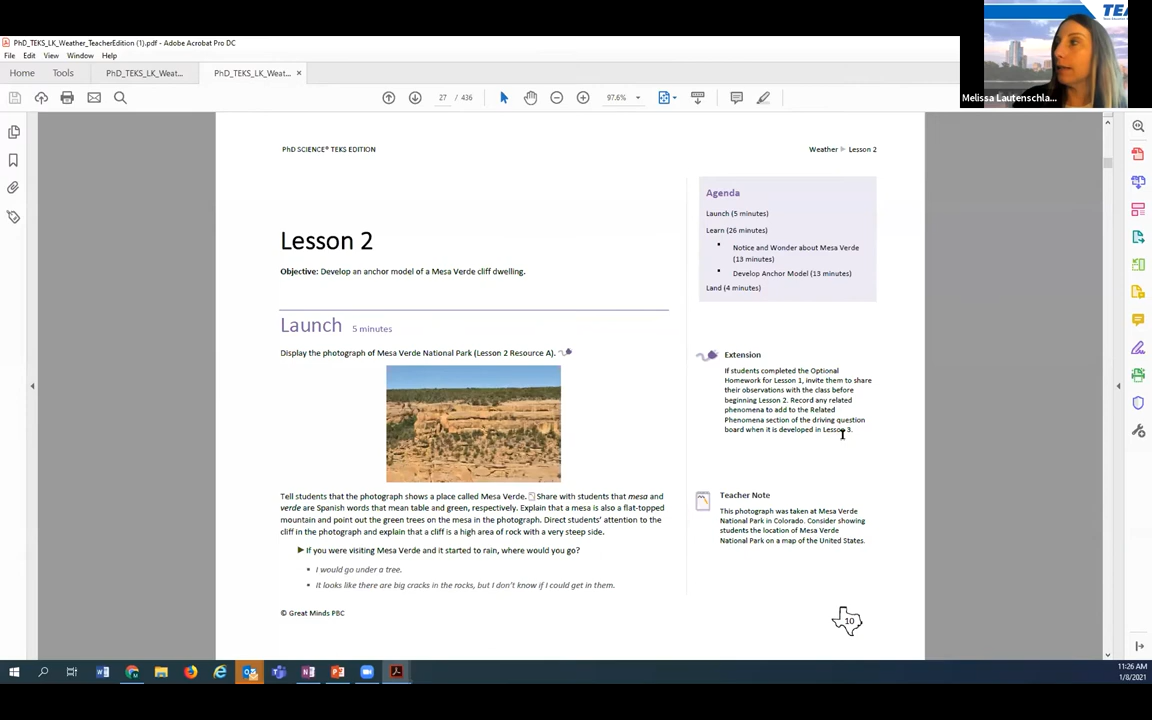 TEA
Melissa Lautenschla...
PhD_TEKS_LK_Weather_TeacherEdition (1).pdf - Adobe Acrobat Pro DC
File Edit View Window Help
Home Tools PhD_TEKS_LK_Weat... PhD_TEKS_LK_Weat... ×
27 / 436 97.6%
PHD SCIENCE® TEKS EDITION
Weather ▶ Lesson 2
Lesson 2
Objective: Develop an anchor model of a Mesa Verde cliff dwelling.
Launch 5 minutes
Display the photograph of Mesa Verde National Park (Lesson 2 Resource A).
Tell students that the photograph shows a place called Mesa Verde. Share with students that mesa and
verde are Spanish words that mean table and green, respectively. Explain that a mesa is also a flat-topped
mountain and point out the green trees on the mesa in the photograph. Direct students’ attention to the
cliff in the photograph and explain that a cliff is a high area of rock with a very steep side.
▶ If you were visiting Mesa Verde and it started to rain, where would you go?
▪ I would go under a tree.
▪ It looks like there are big cracks in the rocks, but I don’t know if I could get in them.
© Great Minds PBC
Agenda
Launch (5 minutes)
Learn (26 minutes)
▪ Notice and Wonder about Mesa Verde
(13 minutes)
▪ Develop Anchor Model (13 minutes)
Land (4 minutes)
Extension
If students completed the Optional
Homework for Lesson 1, invite them to share
their observations with the class before
beginning Lesson 2. Record any related
phenomena to add to the Related
Phenomena section of the driving question
board when it is developed in Lesson 3.
Teacher Note
This photograph was taken at Mesa Verde
National Park in Colorado. Consider showing
students the location of Mesa Verde
National Park on a map of the United States.
10
11:26 AM
1/8/2021